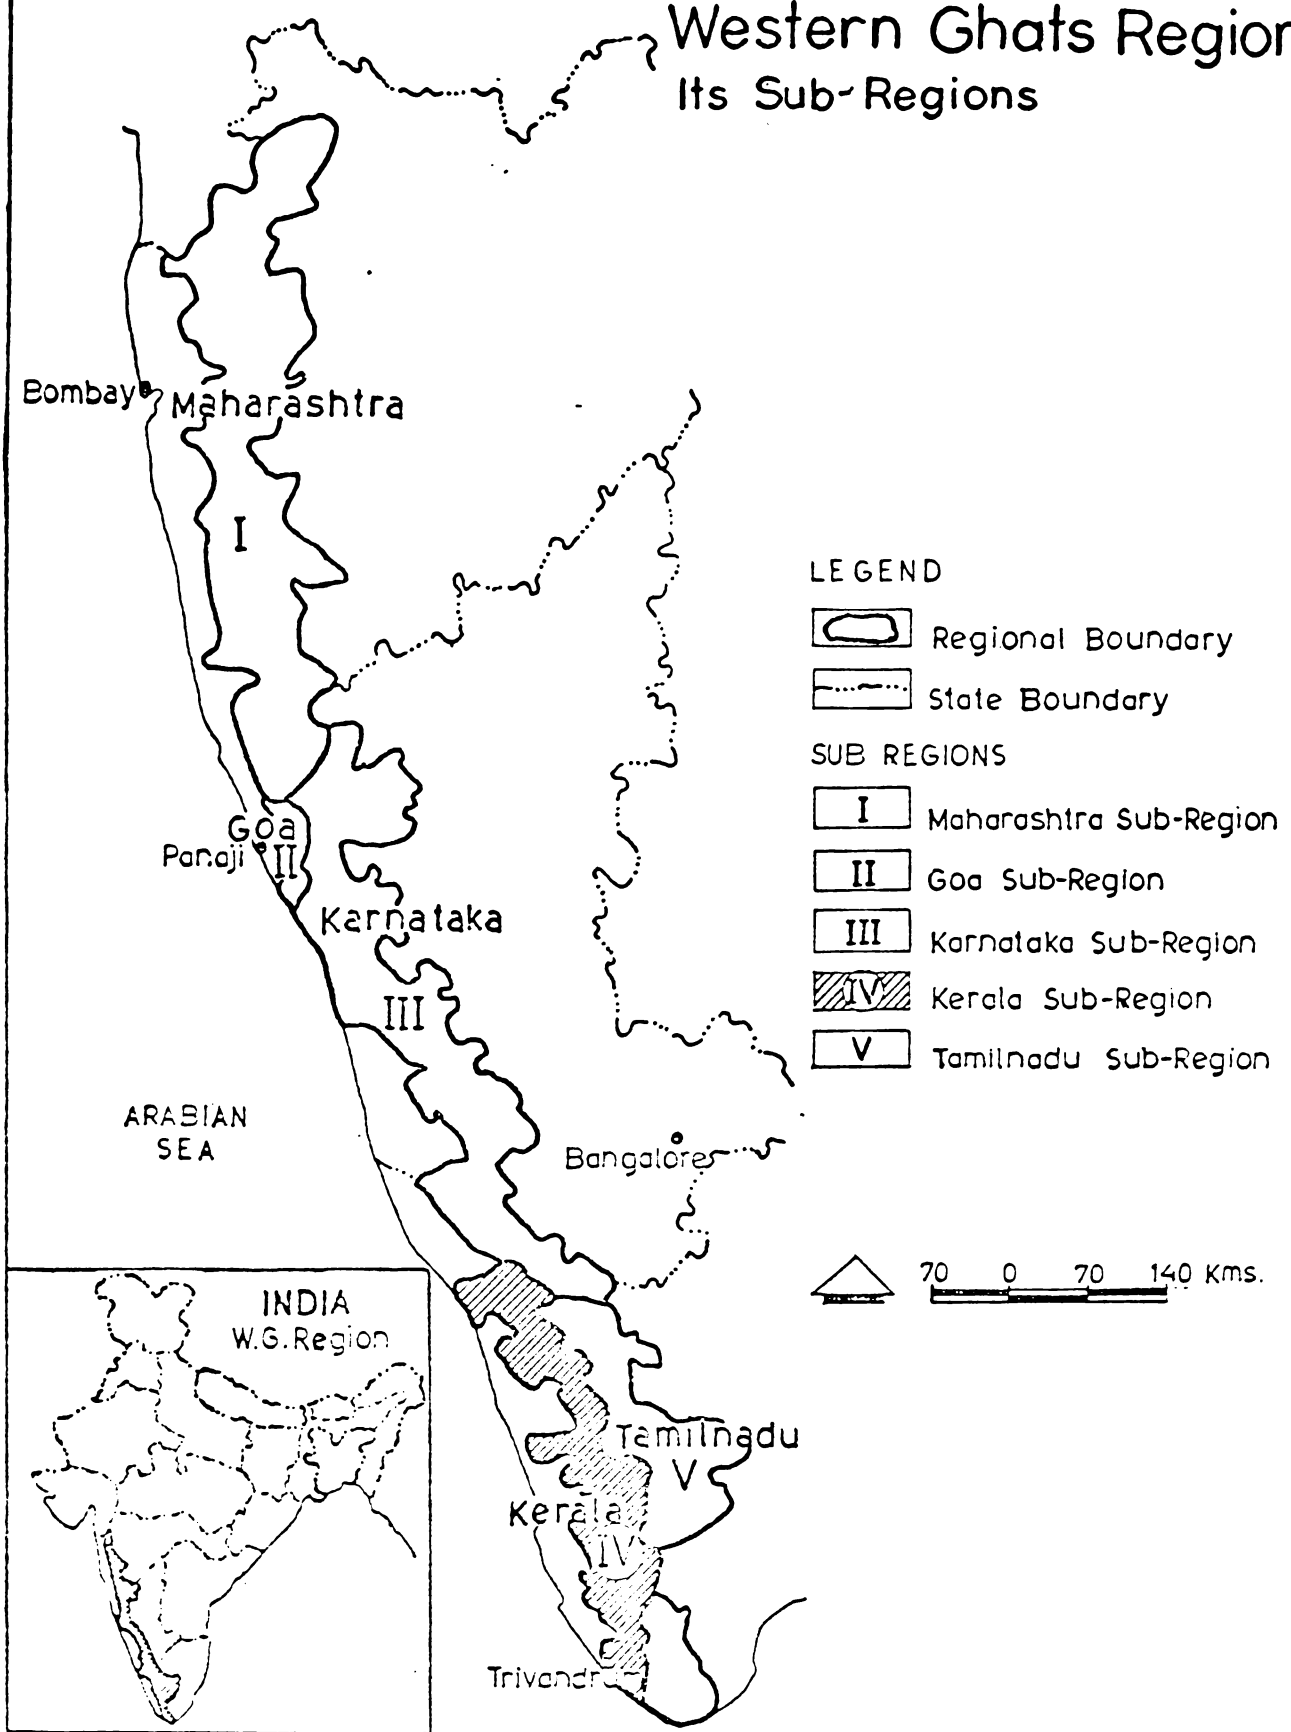 Western Ghats Region
Its Sub-Regions
Bombay
Maharashtra
I
LEGEND
Regional Boundary
State Boundary
SUB REGIONS
I Maharashtra Sub-Region
II Goa Sub-Region
III Karnataka Sub-Region
IV Kerala Sub-Region
V Tamilnadu Sub-Region
Goa
Panaji
II
Karnataka
III
ARABIAN
SEA
Bangalore
70 0 70 140 Kms.
INDIA
W.G. Region
Tamilnadu
V
Kerala
IV
Trivandrum